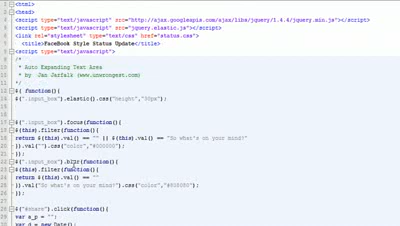 <html>
<head>
<script type="text/javascript" src="http://ajax.googleapis.com/ajax/libs/jquery/1.4.4/jquery.min.js"></script>
<script type="text/javascript" src="jquery.elastic.js"></script>
<link rel="stylesheet" type="text/css" href="status.css">
<title>FaceBook Style Status Update</title>
<script type="text/javascript">
/*
* Auto Expanding Text Area
* by Jan Jarfalk (www.unwrongest.com)
*/
$( function(){
$(".input_box").elastic().css("height","30px");
$(".input_box").focus(function(){
$(this).filter(function(){
return $(this).val() == "" || $(this).val() == "So what's on your mind?"
}).val("").css("color","#000000");
});
$(".input_box").blur(function(){
$(this).filter(function(){
return $(this).val() == ""
}).val("So what's on your mind?").css("color","#808080");
});
$("#share").click(function(){
var a_p = "";
var d = new Date();